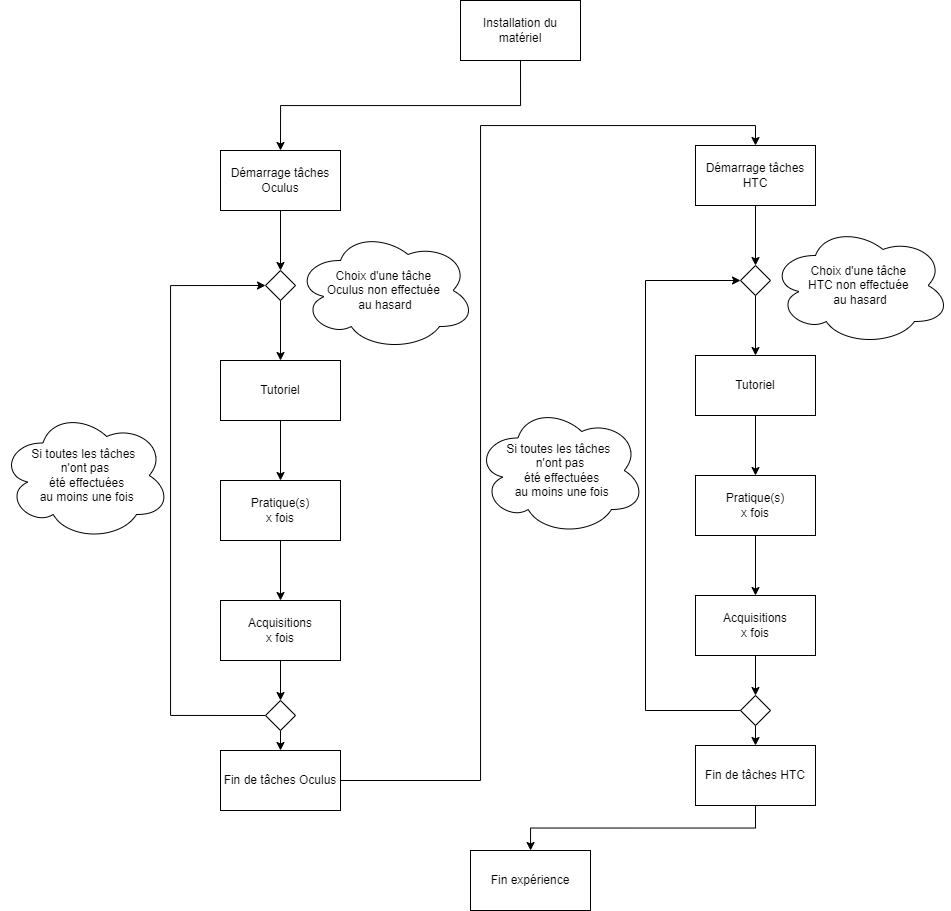 Installation du
matériel
Démarrage tâches
Oculus
Choix d'une tâche
Oculus non effectuée
au hasard
Tutoriel
Si toutes les tâches
n'ont pas
été effectuées
au moins une fois
Pratique(s)
x fois
Acquisitions
x fois
Fin de tâches Oculus
Démarrage tâches
HTC
Choix d'une tâche
HTC non effectuée
au hasard
Tutoriel
Si toutes les tâches
n'ont pas
été effectuées
au moins une fois
Pratique(s)
x fois
Acquisitions
x fois
Fin de tâches HTC
Fin expérience